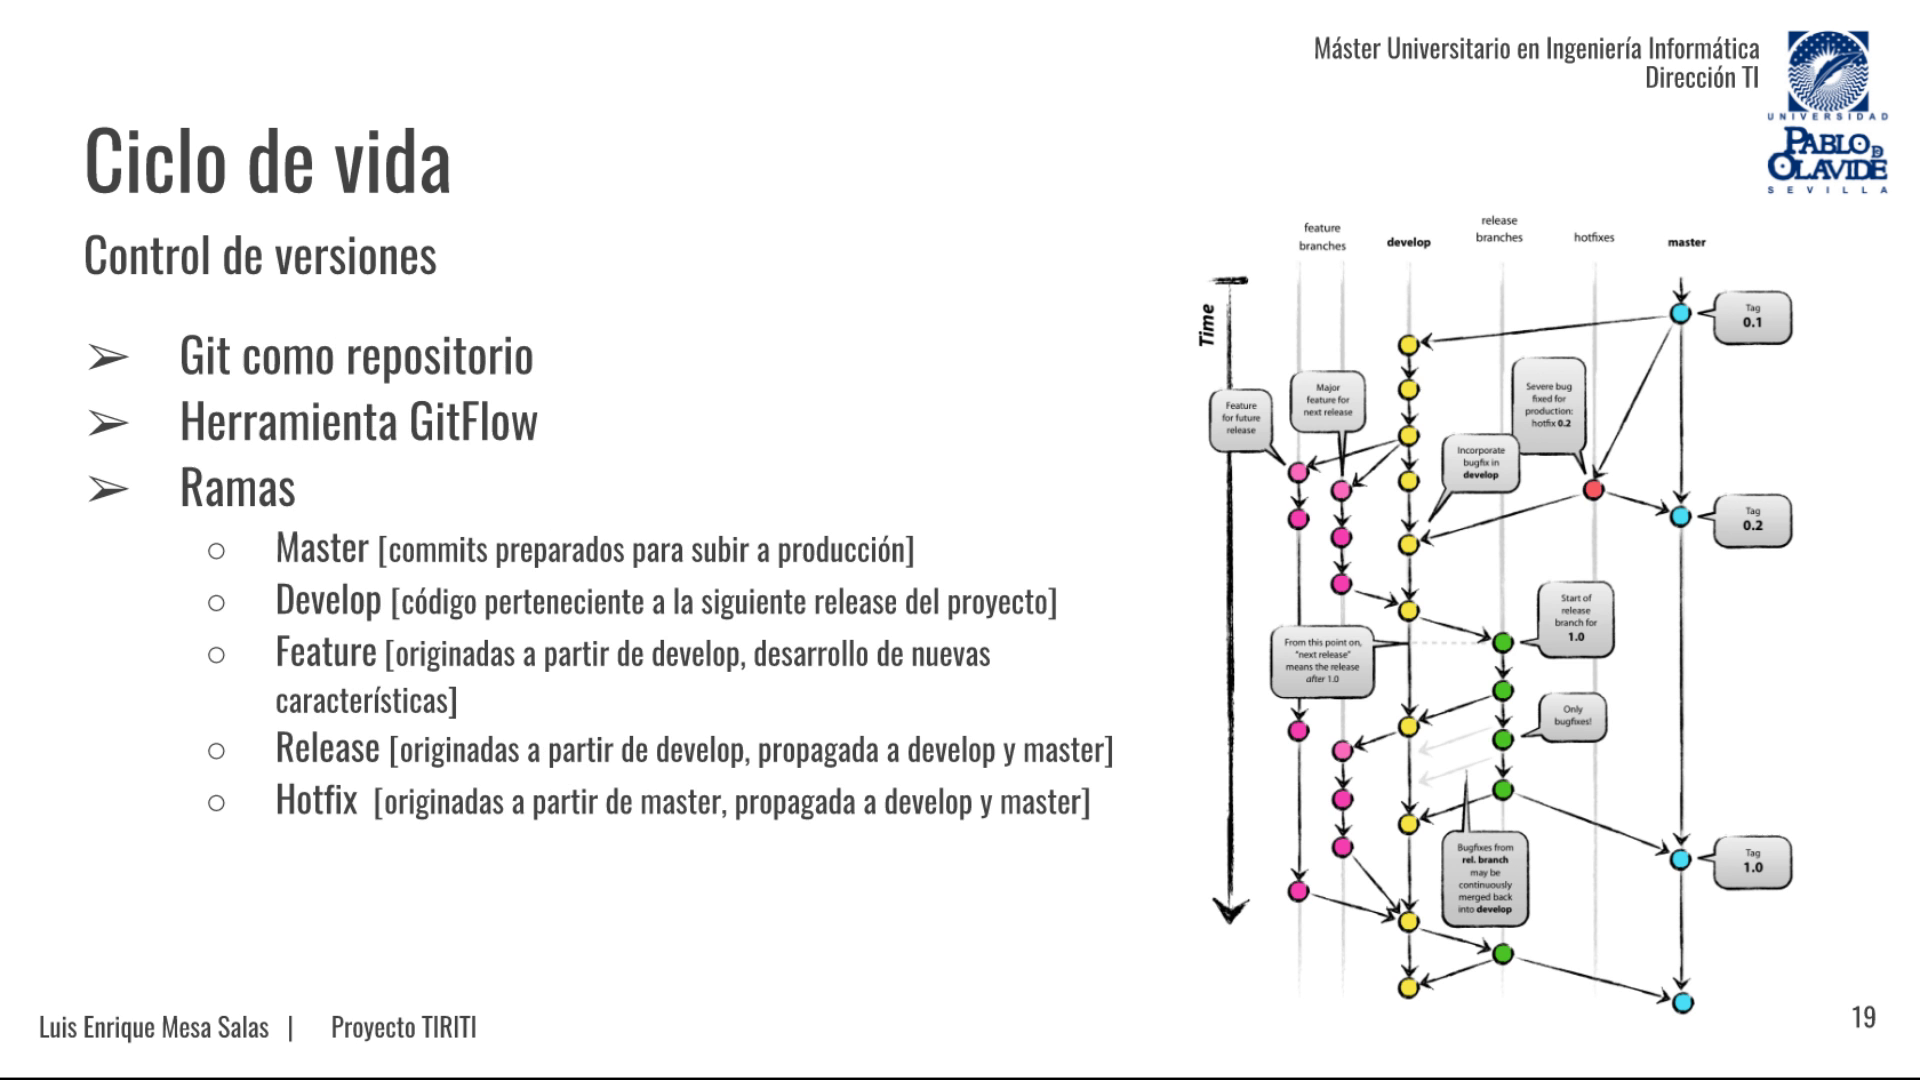 Máster Universitario en Ingeniería Informática
Dirección TI
UNIVERSIDAD
PABLO DE
OLAVIDE
SEVILLA
Ciclo de vida
Control de versiones
➢ Git como repositorio
➢ Herramienta GitFlow
➢ Ramas
○ Master [commits preparados para subir a producción]
○ Develop [código perteneciente a la siguiente release del proyecto]
○ Feature [originadas a partir de develop, desarrollo de nuevas
características]
○ Release [originadas a partir de develop, propagada a develop y master]
○ Hotfix [originadas a partir de master, propagada a develop y master]
feature
branches
develop
release
branches
hotfixes
master
Time
Tag
0.1
Feature
for future
release
Major
feature for
next release
Severe bug
fixed for
production:
hotfix 0.2
Incorporate
bugfix in
develop
Tag
0.2
Start of
release
branch for
1.0
From this point on,
"next release"
means the release
after 1.0
Only
bugfixes!
Bugfixes from
rel. branch
may be
continuously
merged back
into develop
Tag
1.0
Luis Enrique Mesa Salas | Proyecto TIRITI
19